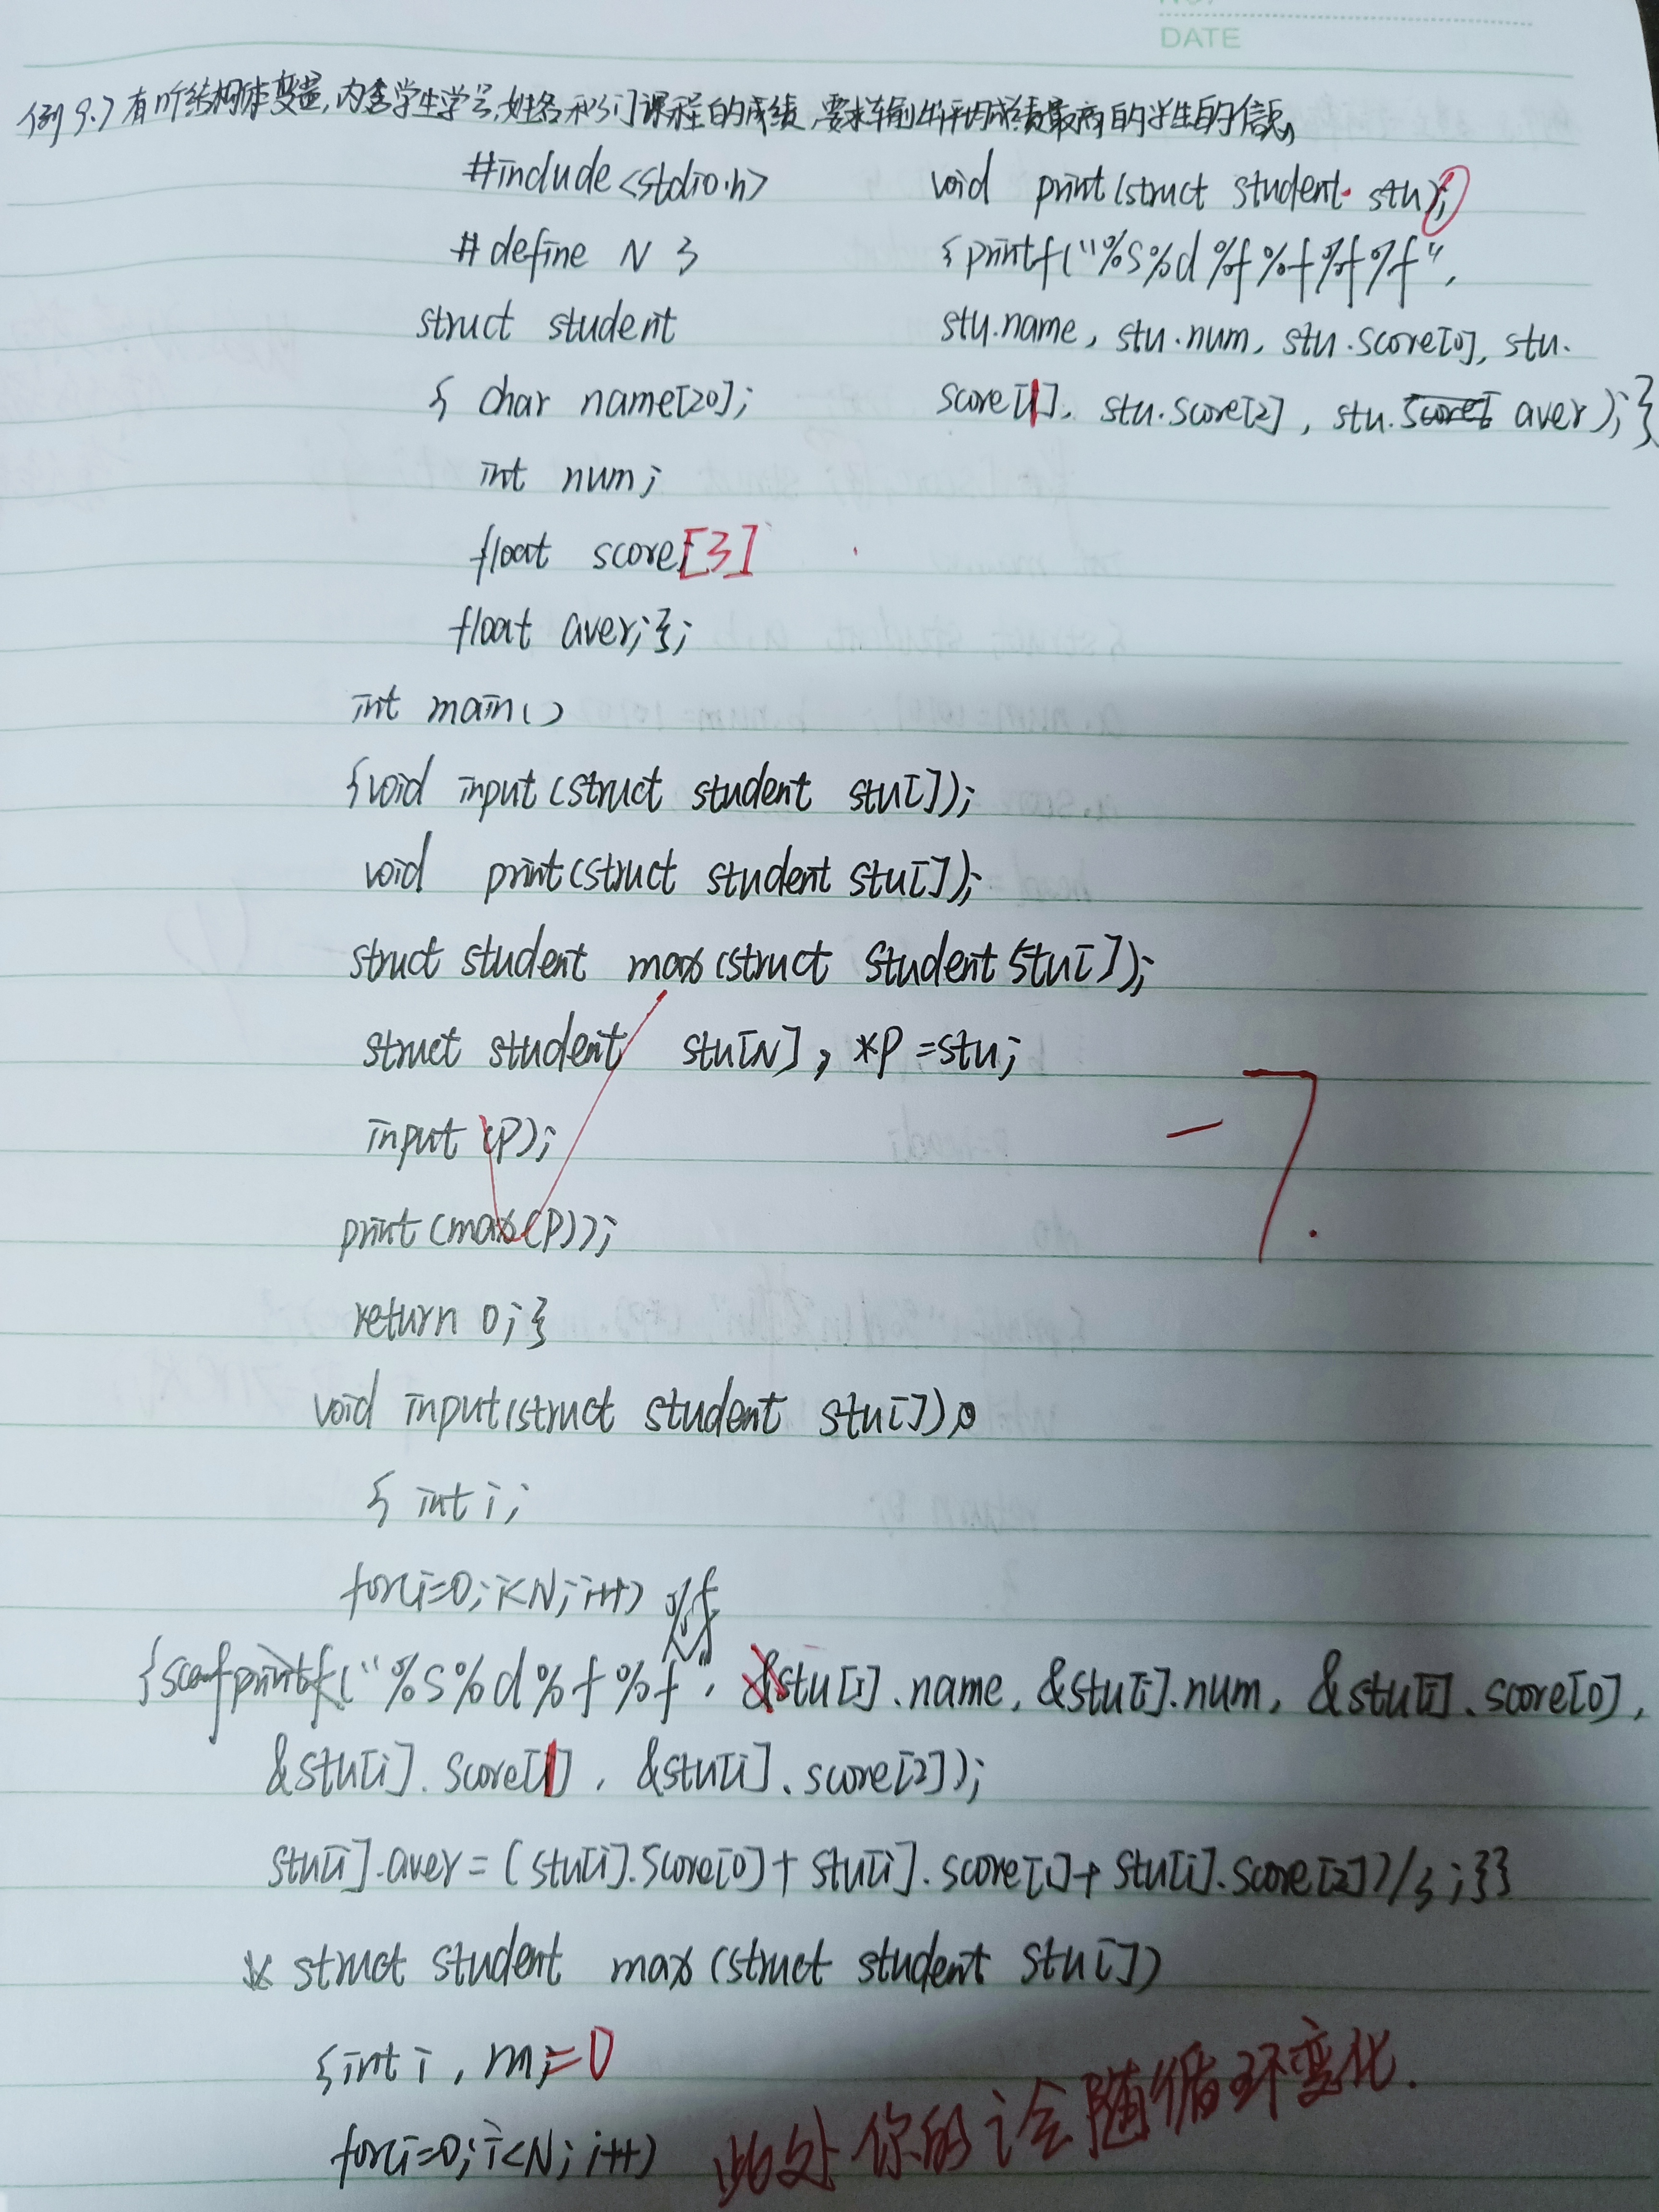 DATE
例9.7 有n个结构体变量,内含学生学号,姓名和3门课程的成绩,要求输出平均成绩最高的学生的信息,
#include<stdio.h>
#define N 3
struct student
{ char name[20];
int num;
float score[3]
float aver;};
int main()
{void input(struct student stu[]);
void print(struct student stu[]);
struct student max(struct student stu[]);
struct student stu[N], *p=stu;
input(p);
print(max(p));
return 0;}
-7.
void input(struct student stu[])
{ int i;
for(i=0;i<N;i++)
%f
{scanf printf("%s%d%f%f", &stu[i].name, &stu[i].num, &stu[i].score[0],
&stu[i].score[1], &stu[i].score[2]);
stu[i].aver=(stu[i].score[0]+stu[i].score[1]+stu[i].score[2])/3;}}
* struct student max(struct student stu[])
{int i,m;=0
for(i=0;i<N;i++) 此处你的i会随循环变化.
void print(struct student stu);
{printf("%s%d%f%f%f%f",
stu.name, stu.num, stu.score[0], stu.
score[1], stu.score[2], stu.score[ aver);}